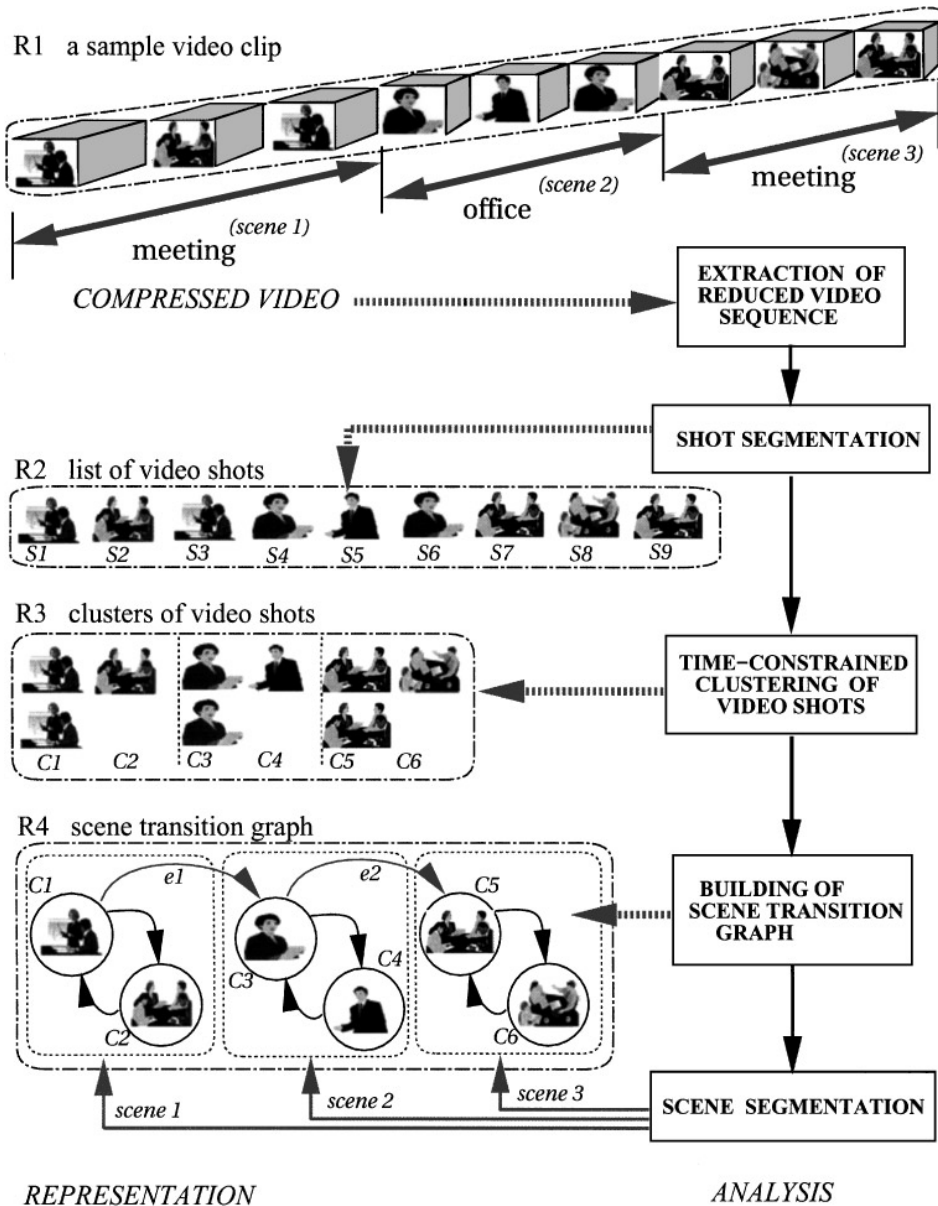 R1 a sample video clip
(scene 1)
meeting
(scene 2)
office
(scene 3)
meeting
COMPRESSED VIDEO
EXTRACTION OF
REDUCED VIDEO
SEQUENCE
SHOT SEGMENTATION
R2 list of video shots
S1 S2 S3 S4 S5 S6 S7 S8 S9
R3 clusters of video shots
C1 C2 C3 C4 C5 C6
TIME-CONSTRAINED
CLUSTERING OF
VIDEO SHOTS
R4 scene transition graph
C1 e1 e2 C5
C3 C4
C2 C6
BUILDING OF
SCENE TRANSITION
GRAPH
scene 1 scene 2 scene 3
SCENE SEGMENTATION
REPRESENTATION ANALYSIS